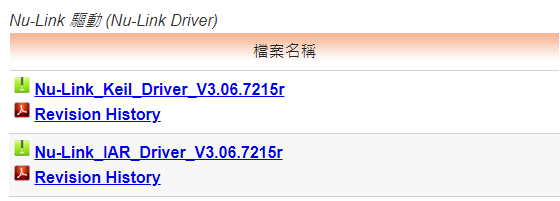 Nu-Link 驅動 (Nu-Link Driver)
檔案名稱
Nu-Link_Keil_Driver_V3.06.7215r
Revision History
Nu-Link_IAR_Driver_V3.06.7215r
Revision History